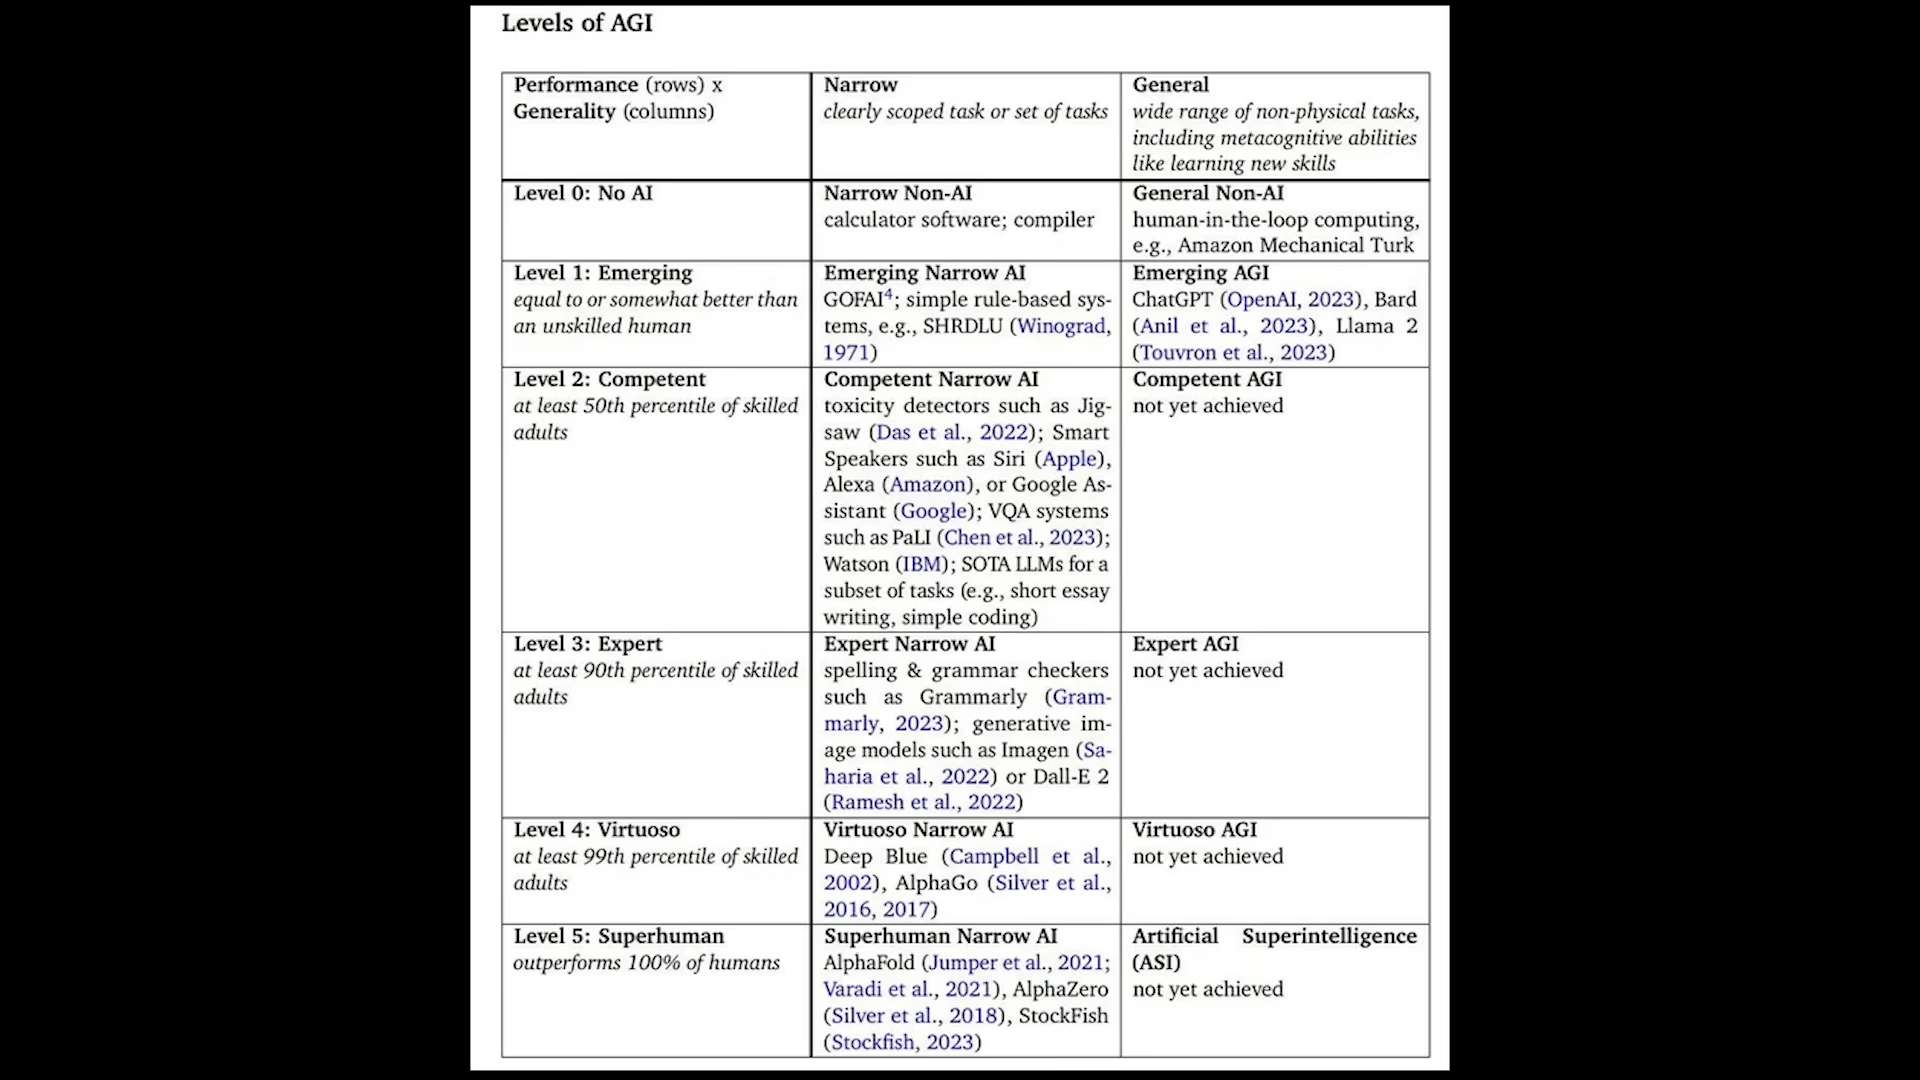 Levels of AGI
Performance (rows) x
Generality (columns)
Narrow
clearly scoped task or set of tasks
General
wide range of non-physical tasks,
including metacognitive abilities
like learning new skills
Level 0: No AI
Narrow Non-AI
calculator software; compiler
General Non-AI
human-in-the-loop computing,
e.g., Amazon Mechanical Turk
Level 1: Emerging
equal to or somewhat better than
an unskilled human
Emerging Narrow AI
GOFAI4; simple rule-based sys-
tems, e.g., SHRDLU (Winograd,
1971)
Emerging AGI
ChatGPT (OpenAI, 2023), Bard
(Anil et al., 2023), Llama 2
(Touvron et al., 2023)
Level 2: Competent
at least 50th percentile of skilled
adults
Competent Narrow AI
toxicity detectors such as Jig-
saw (Das et al., 2022); Smart
Speakers such as Siri (Apple),
Alexa (Amazon), or Google As-
sistant (Google); VQA systems
such as PaLI (Chen et al., 2023);
Watson (IBM); SOTA LLMs for a
subset of tasks (e.g., short essay
writing, simple coding)
Competent AGI
not yet achieved
Level 3: Expert
at least 90th percentile of skilled
adults
Expert Narrow AI
spelling & grammar checkers
such as Grammarly (Gram-
marly, 2023); generative im-
age models such as Imagen (Sa-
haria et al., 2022) or Dall-E 2
(Ramesh et al., 2022)
Expert AGI
not yet achieved
Level 4: Virtuoso
at least 99th percentile of skilled
adults
Virtuoso Narrow AI
Deep Blue (Campbell et al.,
2002), AlphaGo (Silver et al.,
2016, 2017)
Virtuoso AGI
not yet achieved
Level 5: Superhuman
outperforms 100% of humans
Superhuman Narrow AI
AlphaFold (Jumper et al., 2021;
Varadi et al., 2021), AlphaZero
(Silver et al., 2018), StockFish
(Stockfish, 2023)
Artificial Superintelligence
(ASI)
not yet achieved